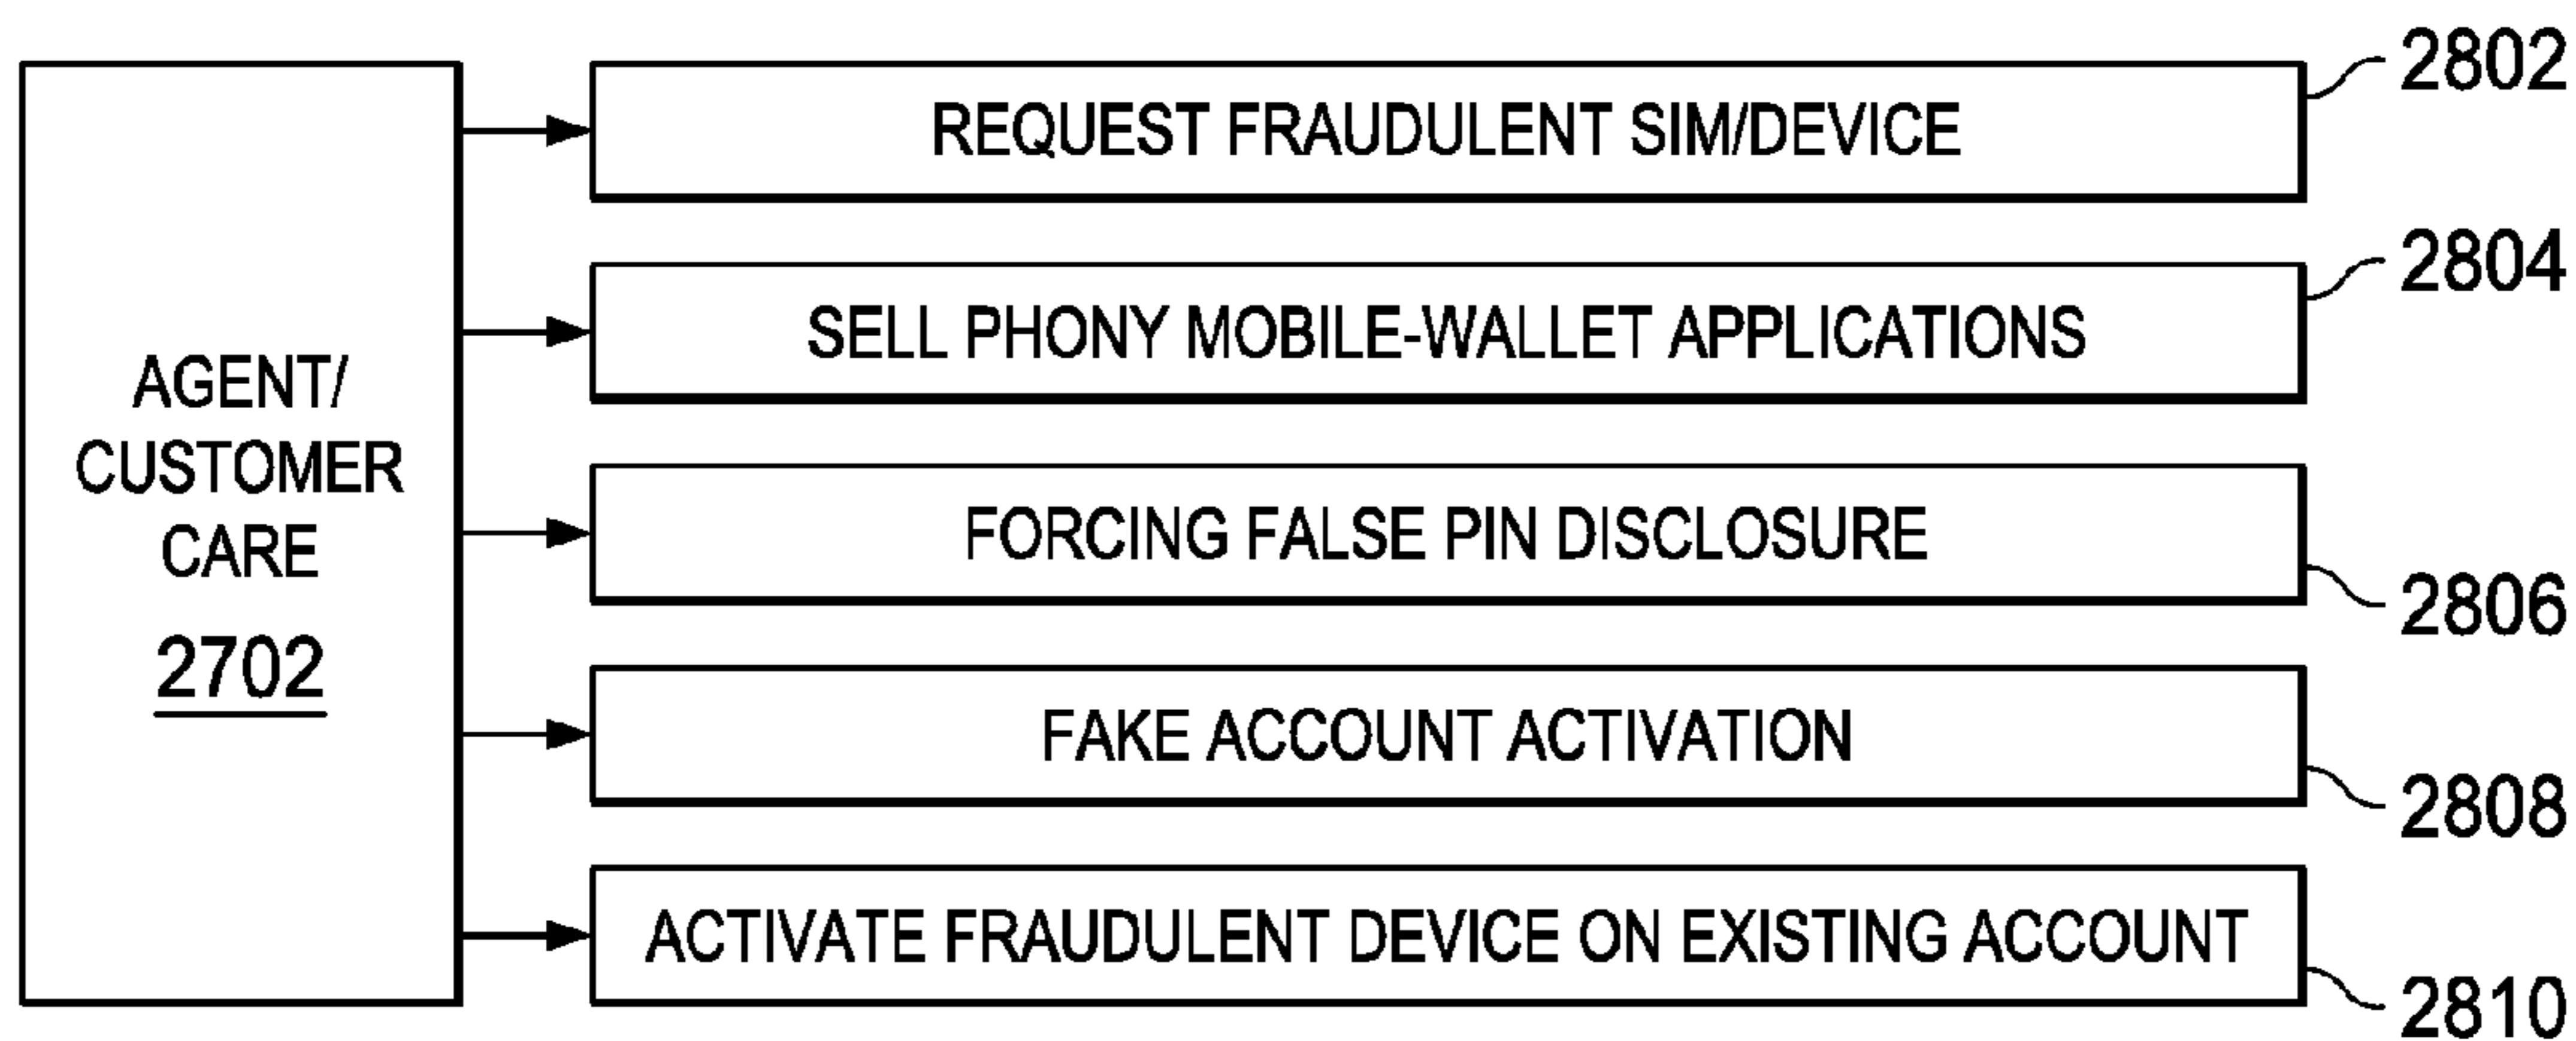 AGENT/
CUSTOMER
CARE
2702
REQUEST FRAUDULENT SIM/DEVICE
2802
SELL PHONY MOBILE-WALLET APPLICATIONS
2804
FORCING FALSE PIN DISCLOSURE
2806
FAKE ACCOUNT ACTIVATION
2808
ACTIVATE FRAUDULENT DEVICE ON EXISTING ACCOUNT
2810